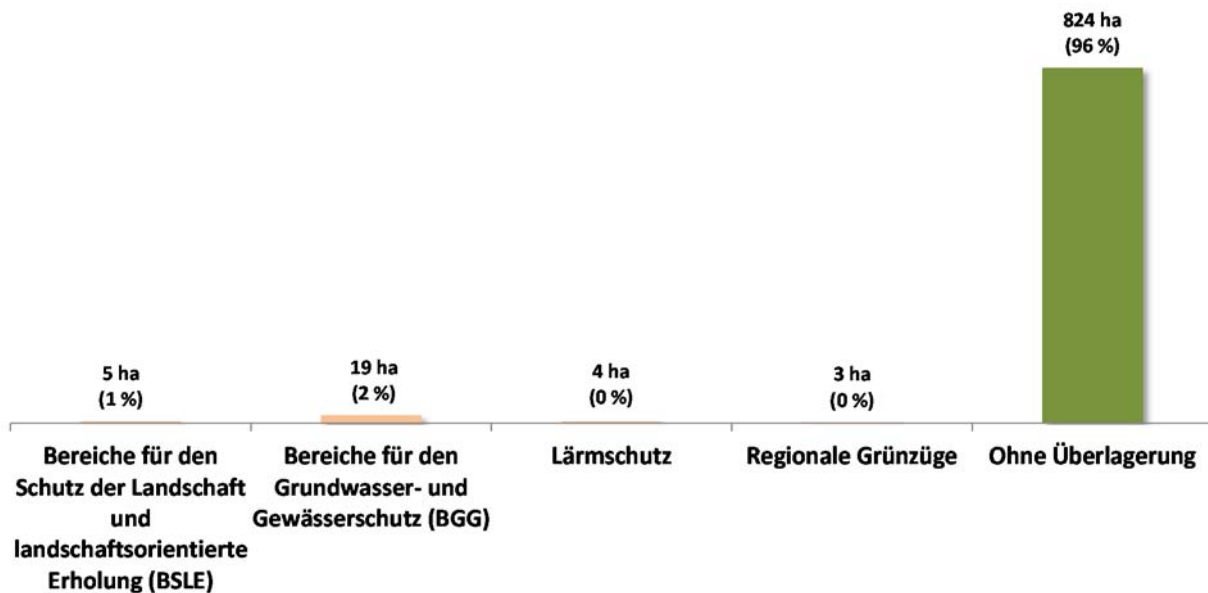 824 ha
(96 %)
5 ha
(1 %)
19 ha
(2 %)
4 ha
(0 %)
3 ha
(0 %)
Bereiche für den
Schutz der Landschaft
und
landschaftsorientierte
Erholung (BSLE)
Bereiche für den
Grundwasser- und
Gewässerschutz (BGG)
Lärmschutz
Regionale Grünzüge
Ohne Überlagerung